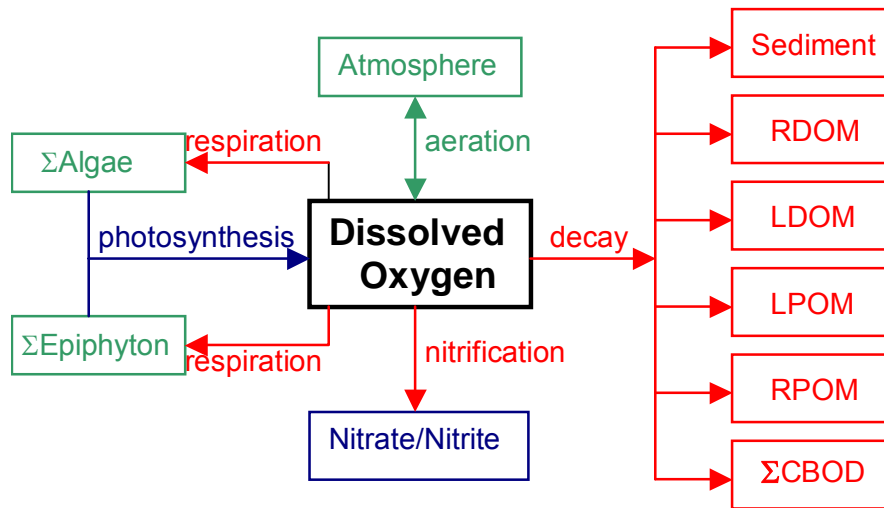 Atmosphere
Sediment
RDOM
LDOM
LPOM
RPOM
ΣCBOD
respiration
aeration
ΣAlgae
photosynthesis
Dissolved
Oxygen
decay
ΣEpiphyton
respiration
nitrification
Nitrate/Nitrite